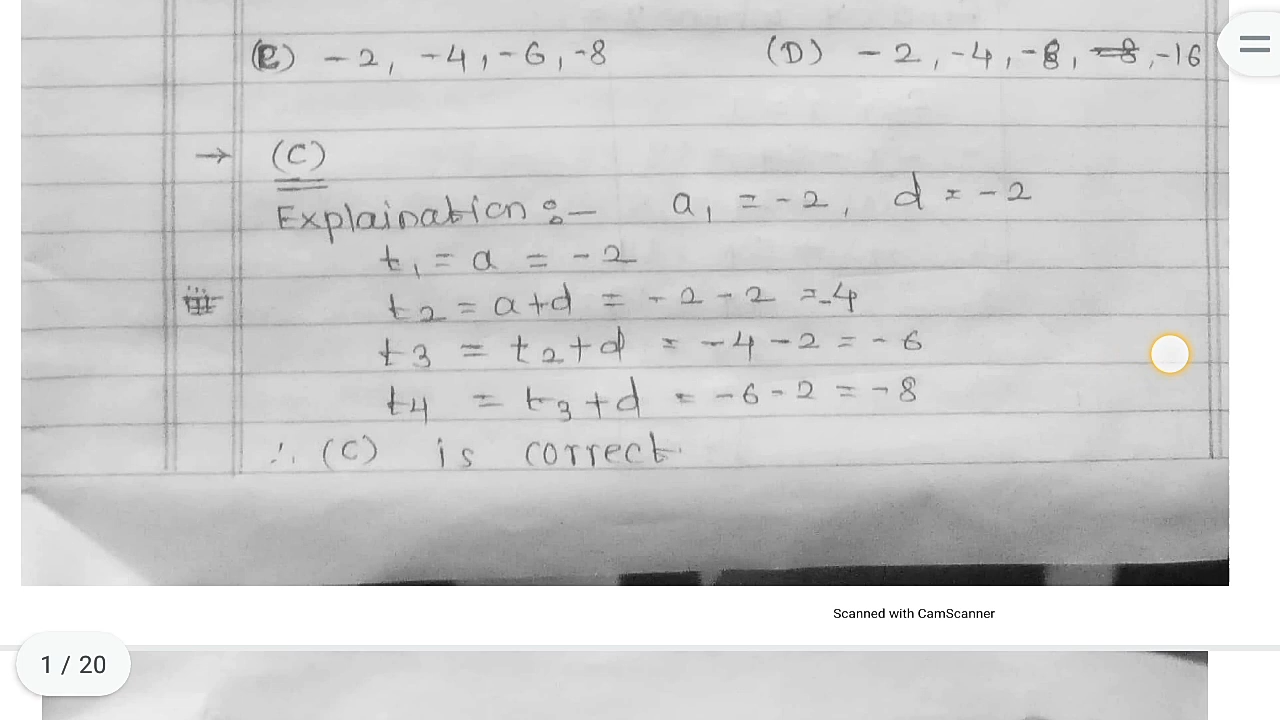 (C) -2, -4, -6, -8 (D) -2, -4, -8, -16
→ (C)
Explaination :- a₁ = -2, d = -2
t₁ = a = -2
t₂ = a+d = -2-2 = -4
t₃ = t₂+d = -4-2 = -6
t₄ = t₃+d = -6-2 = -8
∴ (C) is correct.
Scanned with CamScanner
1 / 20